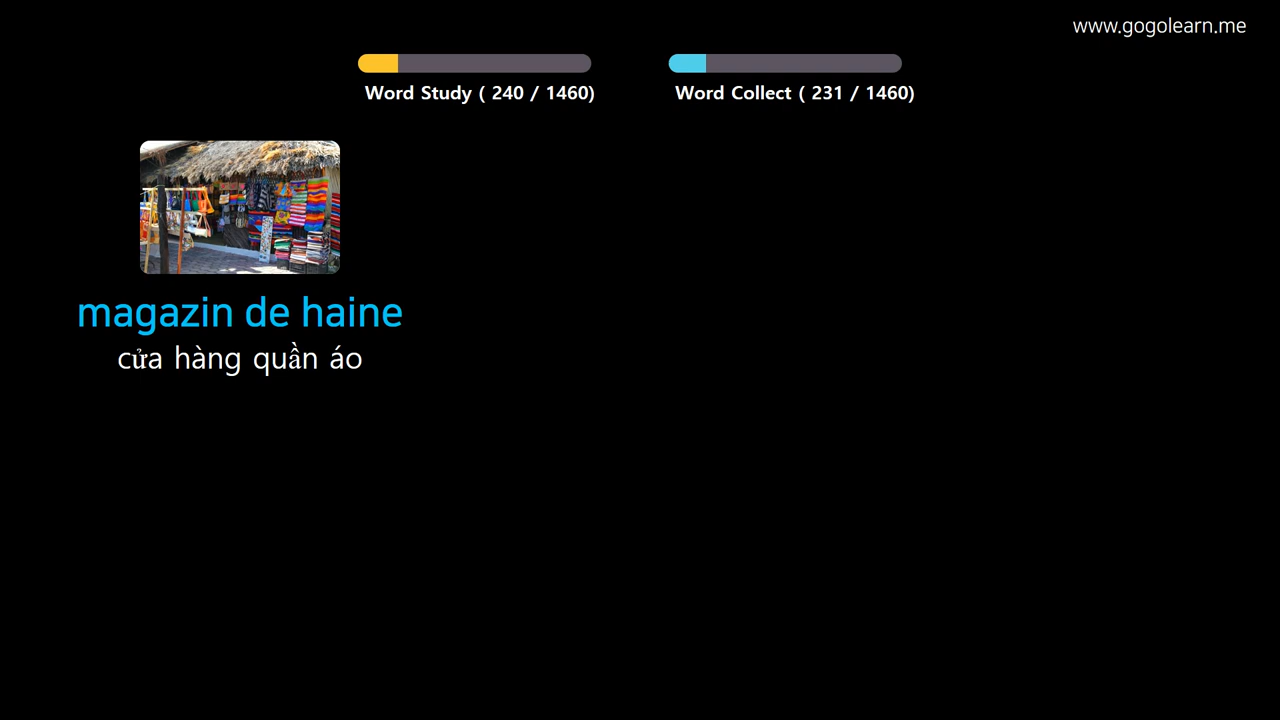 www.gogolearn.me
Word Study ( 240 / 1460)
Word Collect ( 231 / 1460)
magazin de haine
cửa hàng quần áo